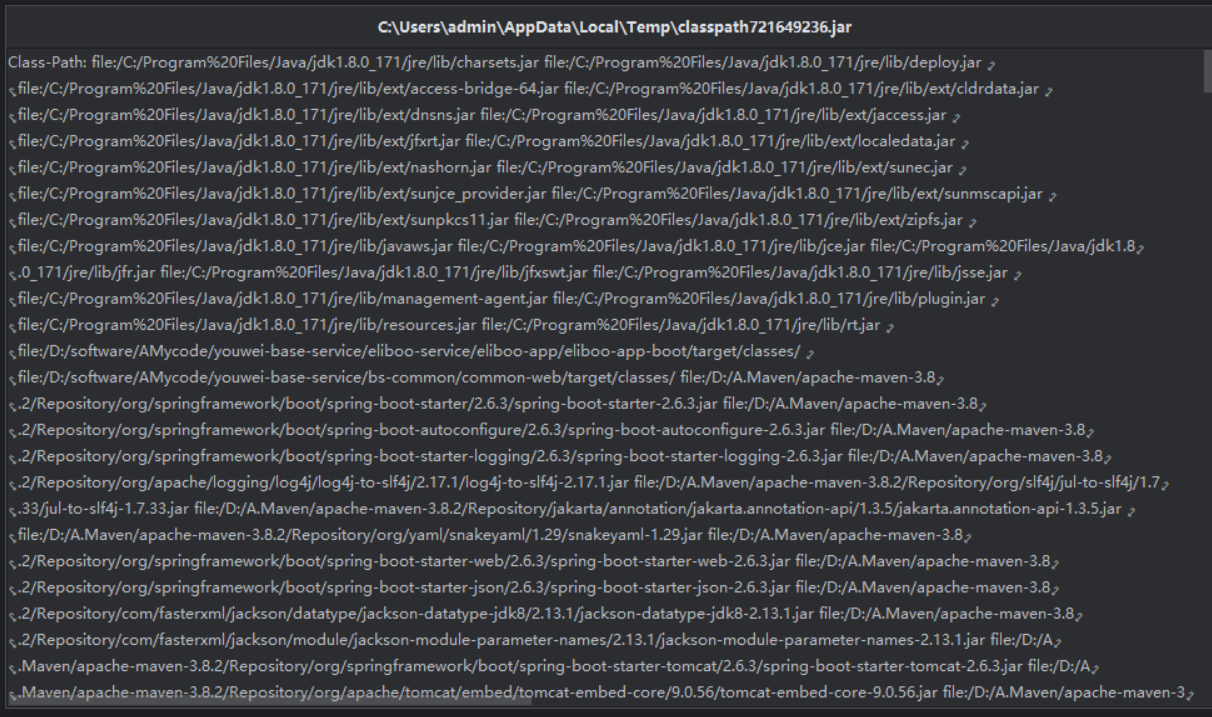 C:\Users\admin\AppData\Local\Temp\classpath721649236.jar
Class-Path: file:/C:/Program%20Files/Java/jdk1.8.0_171/jre/lib/charsets.jar file:/C:/Program%20Files/Java/jdk1.8.0_171/jre/lib/deploy.jar
file:/C:/Program%20Files/Java/jdk1.8.0_171/jre/lib/ext/access-bridge-64.jar file:/C:/Program%20Files/Java/jdk1.8.0_171/jre/lib/ext/cldrdata.jar
file:/C:/Program%20Files/Java/jdk1.8.0_171/jre/lib/ext/dnsns.jar file:/C:/Program%20Files/Java/jdk1.8.0_171/jre/lib/ext/jaccess.jar
file:/C:/Program%20Files/Java/jdk1.8.0_171/jre/lib/ext/jfxrt.jar file:/C:/Program%20Files/Java/jdk1.8.0_171/jre/lib/ext/localedata.jar
file:/C:/Program%20Files/Java/jdk1.8.0_171/jre/lib/ext/nashorn.jar file:/C:/Program%20Files/Java/jdk1.8.0_171/jre/lib/ext/sunec.jar
file:/C:/Program%20Files/Java/jdk1.8.0_171/jre/lib/ext/sunjce_provider.jar file:/C:/Program%20Files/Java/jdk1.8.0_171/jre/lib/ext/sunmscapi.jar
file:/C:/Program%20Files/Java/jdk1.8.0_171/jre/lib/ext/sunpkcs11.jar file:/C:/Program%20Files/Java/jdk1.8.0_171/jre/lib/ext/zipfs.jar
file:/C:/Program%20Files/Java/jdk1.8.0_171/jre/lib/javaws.jar file:/C:/Program%20Files/Java/jdk1.8.0_171/jre/lib/jce.jar file:/C:/Program%20Files/Java/jdk1.8
.0_171/jre/lib/jfr.jar file:/C:/Program%20Files/Java/jdk1.8.0_171/jre/lib/jfxswt.jar file:/C:/Program%20Files/Java/jdk1.8.0_171/jre/lib/jsse.jar
file:/C:/Program%20Files/Java/jdk1.8.0_171/jre/lib/management-agent.jar file:/C:/Program%20Files/Java/jdk1.8.0_171/jre/lib/plugin.jar
file:/C:/Program%20Files/Java/jdk1.8.0_171/jre/lib/resources.jar file:/C:/Program%20Files/Java/jdk1.8.0_171/jre/lib/rt.jar
file:/D:/software/AMycode/youwei-base-service/eliboo-service/eliboo-app/eliboo-app-boot/target/classes/
file:/D:/software/AMycode/youwei-base-service/bs-common/common-web/target/classes/ file:/D:/A.Maven/apache-maven-3.8
.2/Repository/org/springframework/boot/spring-boot-starter/2.6.3/spring-boot-starter-2.6.3.jar file:/D:/A.Maven/apache-maven-3.8
.2/Repository/org/springframework/boot/spring-boot-autoconfigure/2.6.3/spring-boot-autoconfigure-2.6.3.jar file:/D:/A.Maven/apache-maven-3.8
.2/Repository/org/springframework/boot/spring-boot-starter-logging/2.6.3/spring-boot-starter-logging-2.6.3.jar file:/D:/A.Maven/apache-maven-3.8
.2/Repository/org/apache/logging/log4j/log4j-to-slf4j/2.17.1/log4j-to-slf4j-2.17.1.jar file:/D:/A.Maven/apache-maven-3.8.2/Repository/org/slf4j/jul-to-slf4j/1.7
.33/jul-to-slf4j-1.7.33.jar file:/D:/A.Maven/apache-maven-3.8.2/Repository/jakarta/annotation/jakarta.annotation-api/1.3.5/jakarta.annotation-api-1.3.5.jar
file:/D:/A.Maven/apache-maven-3.8.2/Repository/org/yaml/snakeyaml/1.29/snakeyaml-1.29.jar file:/D:/A.Maven/apache-maven-3.8
.2/Repository/org/springframework/boot/spring-boot-starter-web/2.6.3/spring-boot-starter-web-2.6.3.jar file:/D:/A.Maven/apache-maven-3.8
.2/Repository/org/springframework/boot/spring-boot-starter-json/2.6.3/spring-boot-starter-json-2.6.3.jar file:/D:/A.Maven/apache-maven-3.8
.2/Repository/com/fasterxml/jackson/datatype/jackson-datatype-jdk8/2.13.1/jackson-datatype-jdk8-2.13.1.jar file:/D:/A.Maven/apache-maven-3.8
.2/Repository/com/fasterxml/jackson/module/jackson-module-parameter-names/2.13.1/jackson-module-parameter-names-2.13.1.jar file:/D:/A
.Maven/apache-maven-3.8.2/Repository/org/springframework/boot/spring-boot-starter-tomcat/2.6.3/spring-boot-starter-tomcat-2.6.3.jar file:/D:/A
.Maven/apache-maven-3.8.2/Repository/org/apache/tomcat/embed/tomcat-embed-core/9.0.56/tomcat-embed-core-9.0.56.jar file:/D:/A.Maven/apache-maven-3